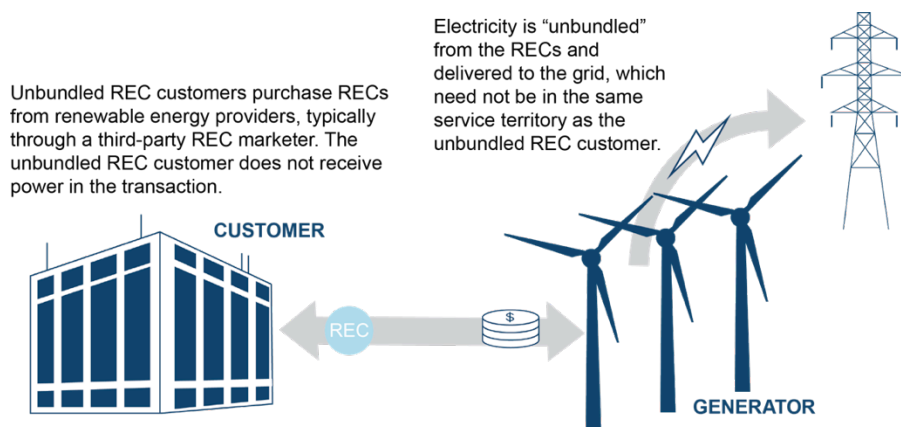 Electricity is “unbundled”
from the RECs and
delivered to the grid, which
need not be in the same
service territory as the
unbundled REC customer.
Unbundled REC customers purchase RECs
from renewable energy providers, typically
through a third-party REC marketer. The
unbundled REC customer does not receive
power in the transaction.
CUSTOMER
REC
$
GENERATOR